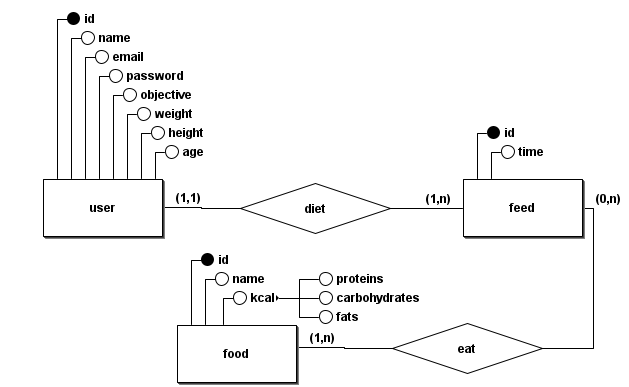 id
name
email
password
objective
weight
height
age
id
time
user
(1,1)
diet
(1,n)
feed
(0,n)
id
name
kcal
proteins
carbohydrates
fats
food
(1,n)
eat